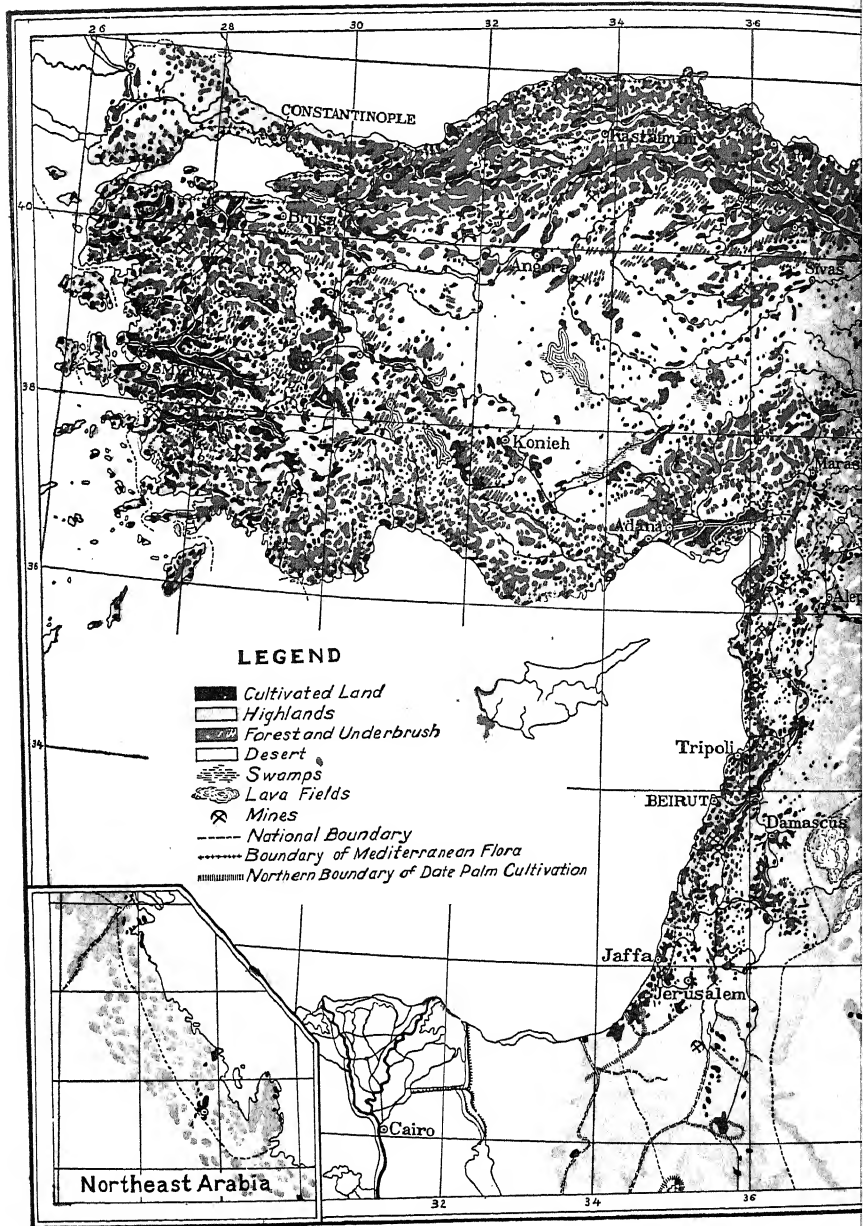 26 28 30 32 34 36
CONSTANTINOPLE
Kastamuni
40
Brusa
Angora
Sivas
38
Konieh
Maras
Adana
36
Alep
LEGEND
Cultivated Land
Highlands
Forest and Underbrush
Desert
Swamps
Lava Fields
Mines
National Boundary
Boundary of Mediterranean Flora
Northern Boundary of Date Palm Cultivation
34
Tripoli
BEIRUT
Damascus
Jaffa
Jerusalem
Cairo
Northeast Arabia
32 34 36